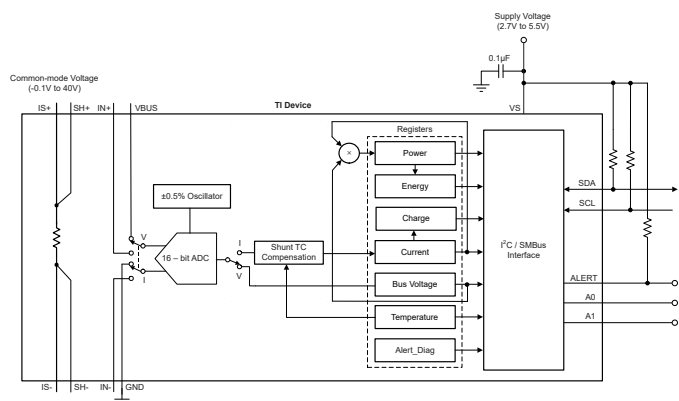 Supply Voltage
(2.7V to 5.5V)
0.1µF
Common-mode Voltage
(-0.1V to 40V)
IS+ SH+ IN+ VBUS
TI Device
VS
Registers
×
Power
±0.5% Oscillator
Energy
SDA
Charge
SCL
V
I
16 – bit ADC
Shunt TC
Compensation
Current
I²C / SMBus
Interface
I
V
Bus Voltage
ALERT
A0
Temperature
A1
Alert_Diag
IS- SH- IN- GND